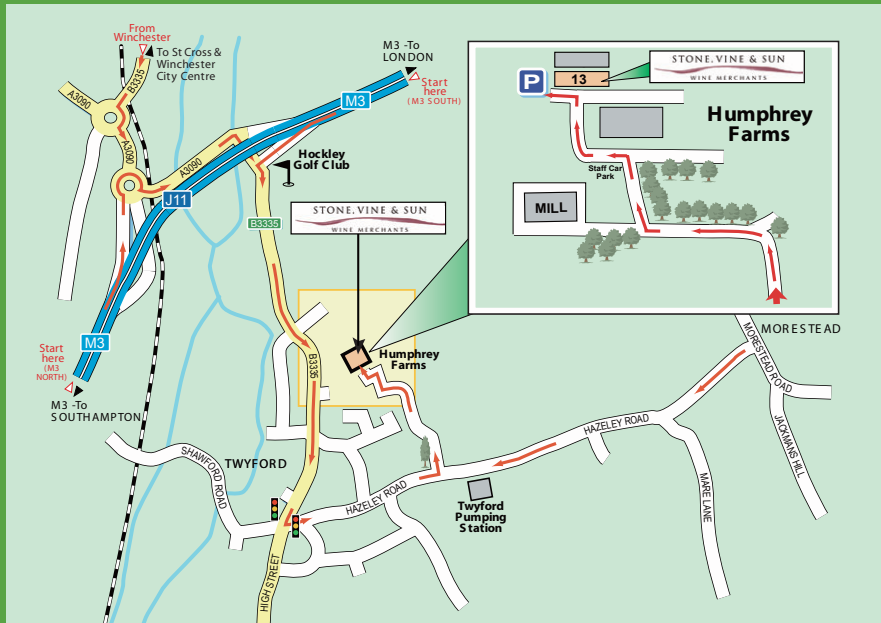 From
Winchester
To St Cross &
Winchester
City Centre
B3335
A3090
A3090
A3090
M3 -To
LONDON
Start
here
(M3 SOUTH)
M3
J11
Hockley
Golf Club
B3335
STONE, VINE & SUN
WINE MERCHANTS
M3
Start
here
(M3
NORTH)
M3 -To
SOUTHAMPTON
B3335
Humphrey
Farms
STONE, VINE & SUN
WINE MERCHANTS
P
13
Humphrey
Farms
Staff Car
Park
MILL
MORESTEAD
MORESTEAD ROAD
JACKMANS HILL
HAZELEY ROAD
MARE LANE
SHAWFORD ROAD
TWYFORD
HAZELEY ROAD
Twyford
Pumping
Station
HIGH STREET